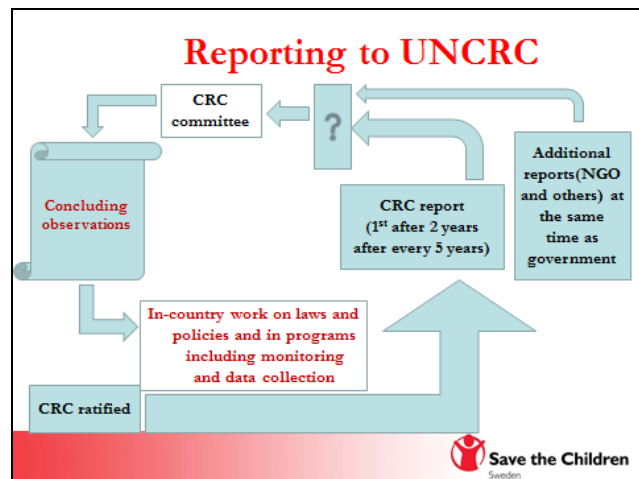 Reporting to UNCRC
CRC
committee
?
Additional
reports(NGO
and others) at
the same
time as
government
CRC report
(1st after 2 years
after every 5 years)
Concluding
observations
In-country work on laws and
policies and in programs
including monitoring
and data collection
CRC ratified
Save the Children
Sweden